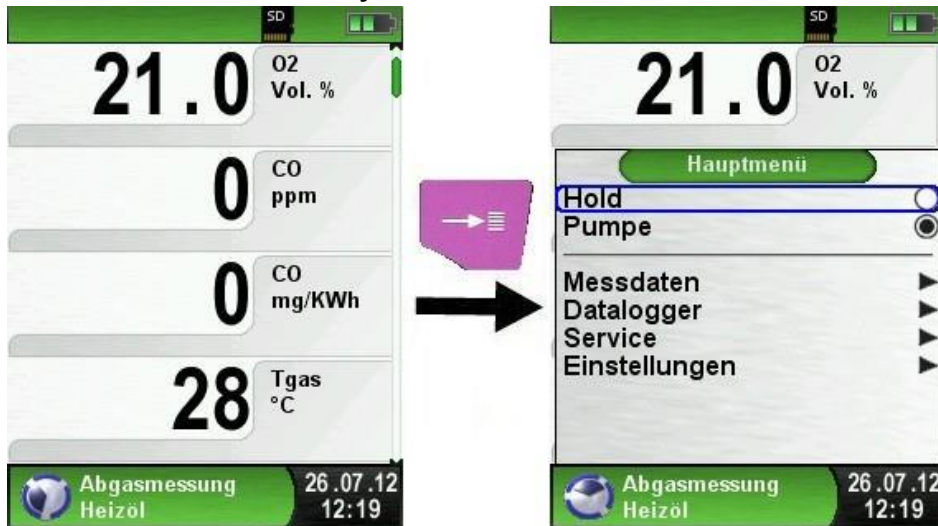 SD
21.0
O2
Vol. %
0
CO
ppm
0
CO
mg/KWh
28
Tgas
°C
Abgasmessung
Heizöl
26.07.12
12:19
SD
21.0
O2
Vol. %
Hauptmenü
Hold
Pumpe
Messdaten
Datalogger
Service
Einstellungen
Abgasmessung
Heizöl
26.07.12
12:19